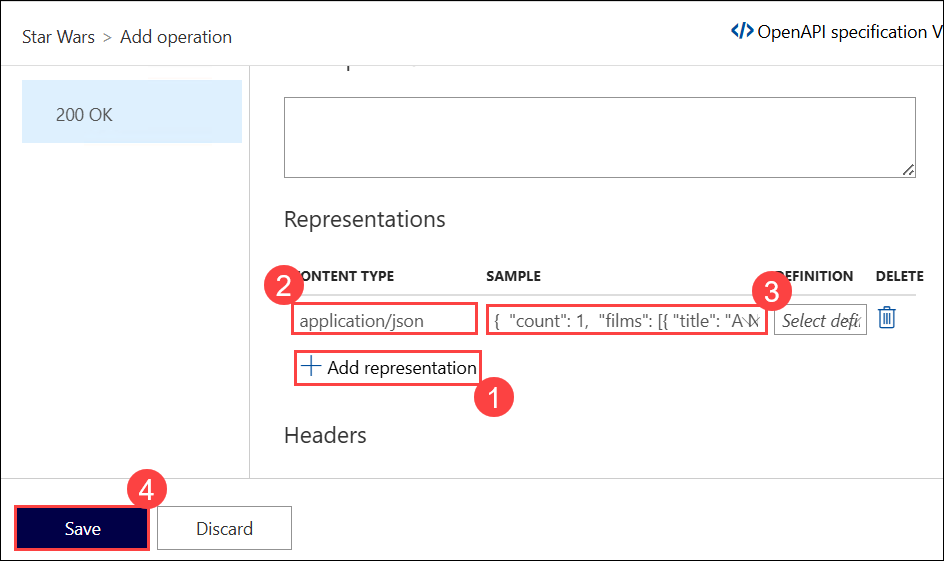 Star Wars > Add operation
</> OpenAPI specification V
200 OK
Representations
2
ONTENT TYPE SAMPLE
3
EFINITION DELETE
application/json { "count": 1, "films": [{ "title": "A N Select defi
Add representation
1
Headers
4
Save Discard